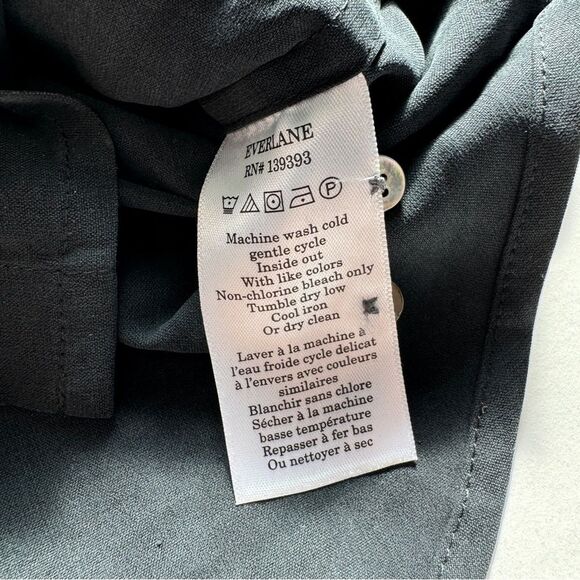 EVERLANE
RN# 139393
P
Machine wash cold
gentle cycle
Inside out
With like colors
Non-chlorine bleach only
Tumble dry low
Cool iron
Or dry clean
Laver à la machine à
l'eau froide cycle delicat
à l'envers avec couleurs
similaires
Blanchir sans chlore
Sécher à la machine
basse température
Repasser à fer bas
Ou nettoyer à sec